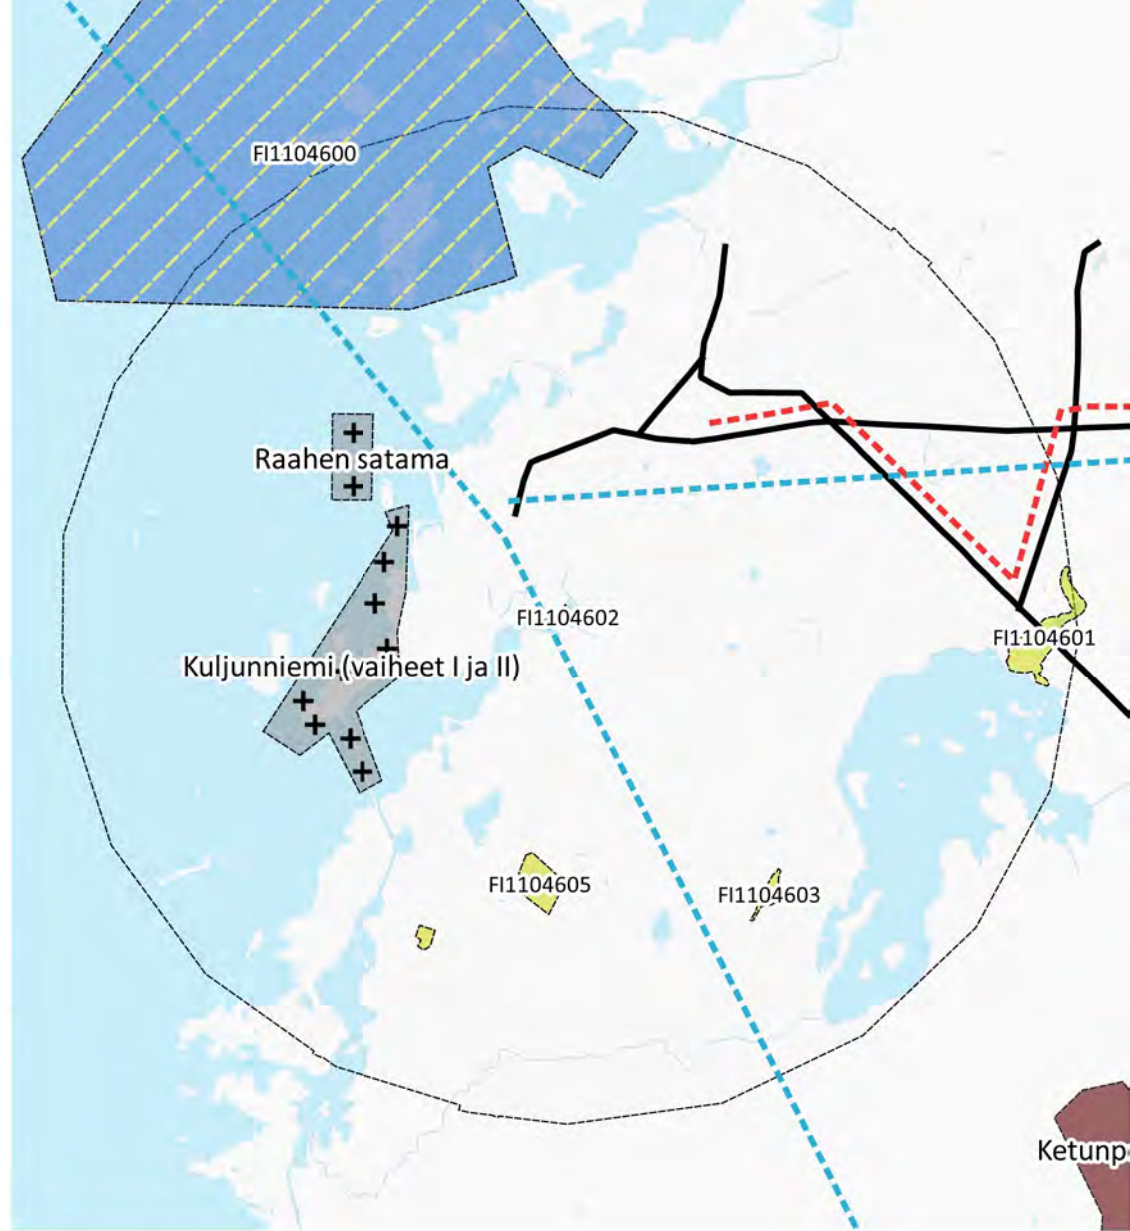 FI1104600
Raahen satama
FI1104602
FI1104601
Kuljunniemi (vaiheet I ja II)
FI1104605
FI1104603
Ketunp